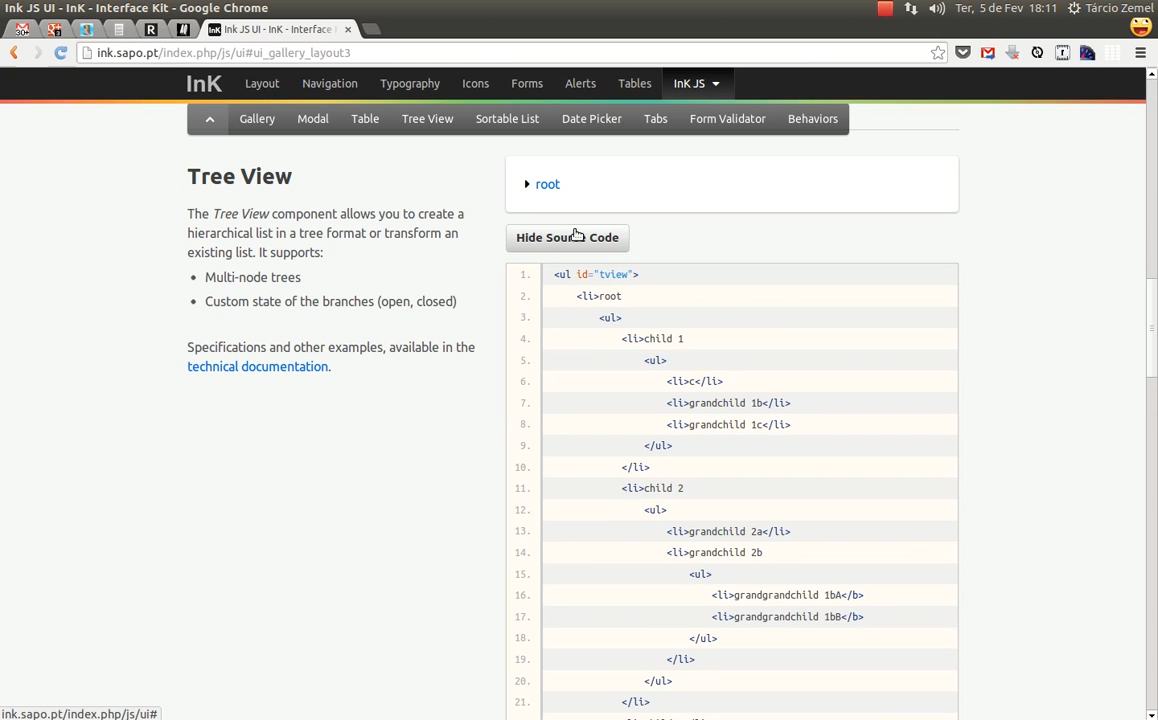 Ink JS UI - InK - Interface Kit - Google Chrome
Ter, 5 de Fev 18:11 Tárcio Zemel
30+
R
InK Ink JS UI - InK - Interface
ink.sapo.pt/index.php/js/ui#ui_gallery_layout3
InK Layout Navigation Typography Icons Forms Alerts Tables InK JS
Gallery Modal Table Tree View Sortable List Date Picker Tabs Form Validator Behaviors
Tree View
The Tree View component allows you to create a
hierarchical list in a tree format or transform an
existing list. It supports:
Multi-node trees
Custom state of the branches (open, closed)
Specifications and other examples, available in the
technical documentation.
root
Hide Source Code
1. <ul id="tview">
2. <li>root
3. <ul>
4. <li>child 1
5. <ul>
6. <li>c</li>
7. <li>grandchild 1b</li>
8. <li>grandchild 1c</li>
9. </ul>
10. </li>
11. <li>child 2
12. <ul>
13. <li>grandchild 2a</li>
14. <li>grandchild 2b
15. <ul>
16. <li>grandgrandchild 1bA</b>
17. <li>grandgrandchild 1bB</b>
18. </ul>
19. </li>
20. </ul>
21. </li>
ink.sapo.pt/index.php/js/ui#